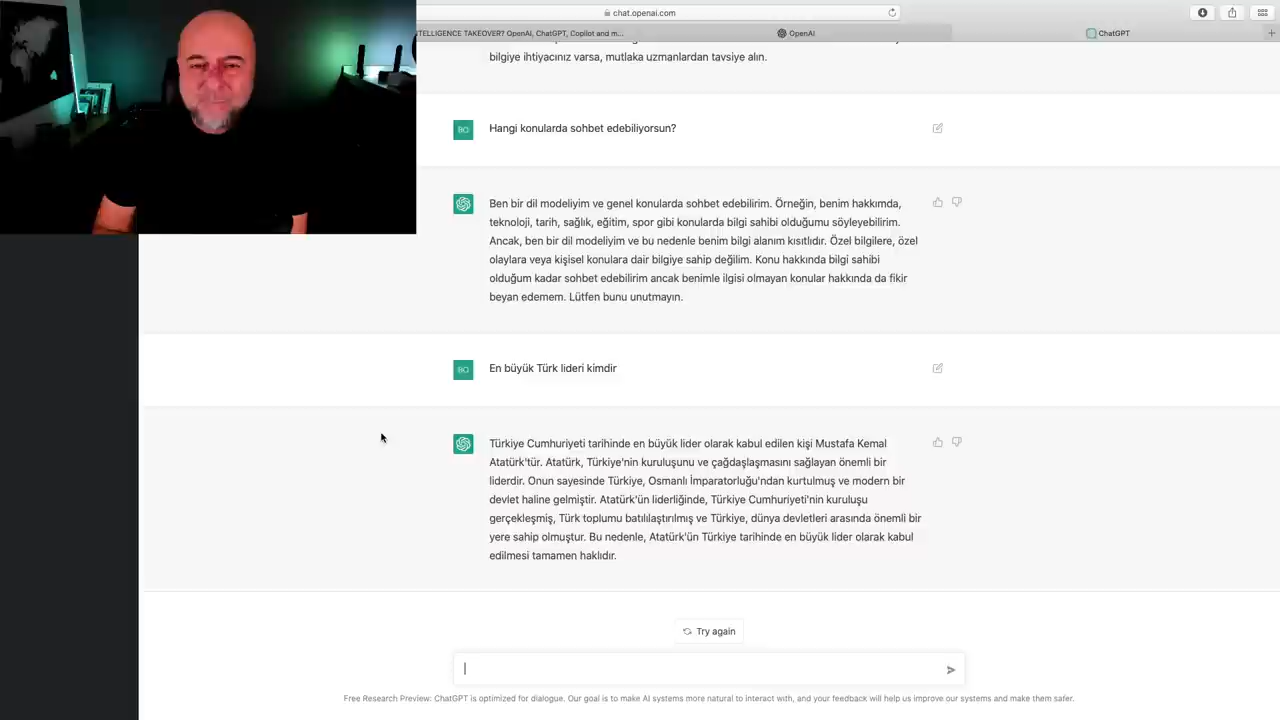 chat.openai.com
TELLIGENCE TAKEOVER? OpenAI, ChatGPT, Copilot and m...
OpenAI
ChatGPT
bilgiye ihtiyacınız varsa, mutlaka uzmanlardan tavsiye alın.
BO
Hangi konularda sohbet edebiliyorsun?
Ben bir dil modeliyim ve genel konularda sohbet edebilirim. Örneğin, benim hakkımda,
teknoloji, tarih, sağlık, eğitim, spor gibi konularda bilgi sahibi olduğumu söyleyebilirim.
Ancak, ben bir dil modeliyim ve bu nedenle benim bilgi alanım kısıtlıdır. Özel bilgilere, özel
olaylara veya kişisel konulara dair bilgiye sahip değilim. Konu hakkında bilgi sahibi
olduğum kadar sohbet edebilirim ancak benimle ilgisi olmayan konular hakkında da fikir
beyan edemem. Lütfen bunu unutmayın.
BO
En büyük Türk lideri kimdir
Türkiye Cumhuriyeti tarihinde en büyük lider olarak kabul edilen kişi Mustafa Kemal
Atatürk'tür. Atatürk, Türkiye'nin kuruluşunu ve çağdaşlaşmasını sağlayan önemli bir
liderdir. Onun sayesinde Türkiye, Osmanlı İmparatorluğu'ndan kurtulmuş ve modern bir
devlet haline gelmiştir. Atatürk'ün liderliğinde, Türkiye Cumhuriyeti'nin kuruluşu
gerçekleşmiş, Türk toplumu batılılaştırılmış ve Türkiye, dünya devletleri arasında önemli bir
yere sahip olmuştur. Bu nedenle, Atatürk'ün Türkiye tarihinde en büyük lider olarak kabul
edilmesi tamamen haklıdır.
Try again
Free Research Preview: ChatGPT is optimized for dialogue. Our goal is to make AI systems more natural to interact with, and your feedback will help us improve our systems and make them safer.